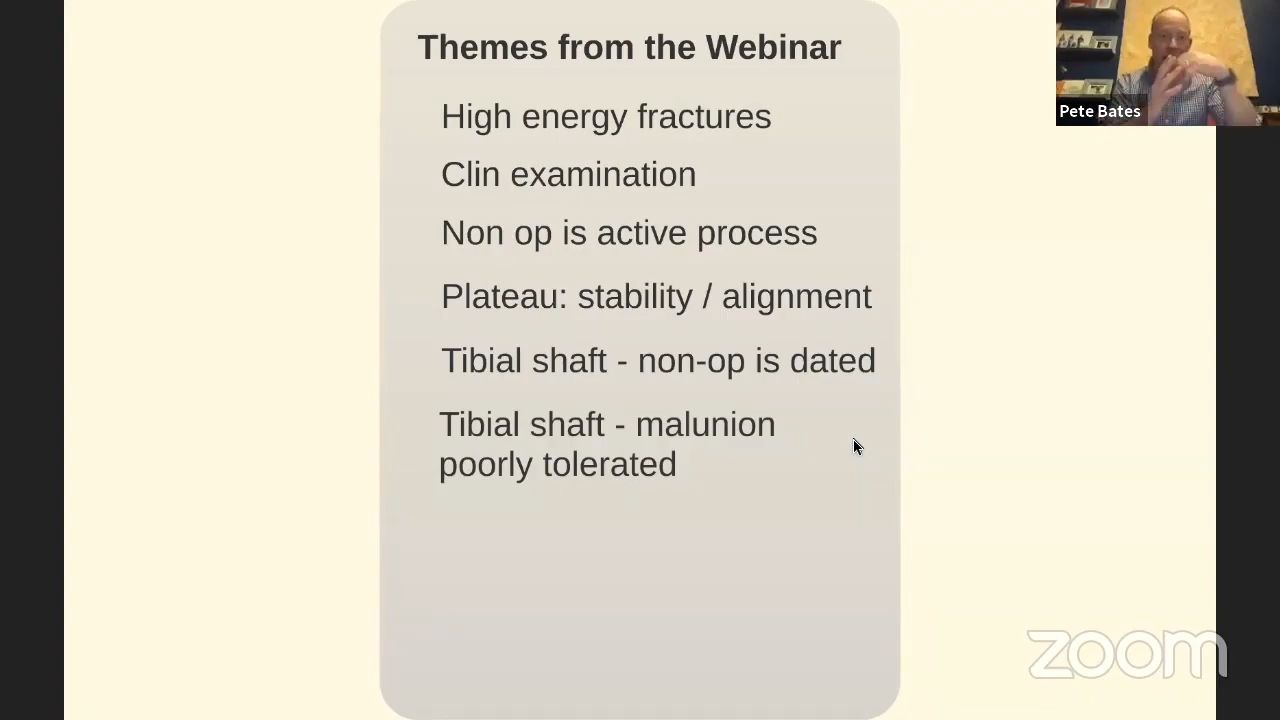 Themes from the Webinar
High energy fractures
Clin examination
Non op is active process
Plateau: stability / alignment
Tibial shaft - non-op is dated
Tibial shaft - malunion
poorly tolerated
Pete Bates
zoom